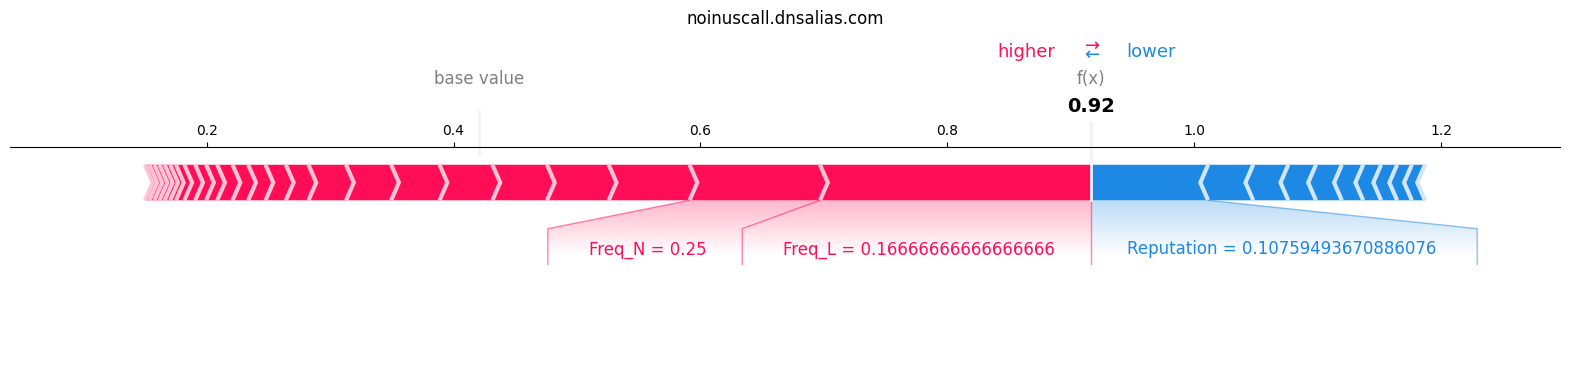 noinuscall.dnsalias.com
higher → ← lower
base value f(x)
0.92
0.2 0.4 0.6 0.8 1.0 1.2
Freq_N = 0.25 Freq_L = 0.16666666666666666 Reputation = 0.10759493670886076